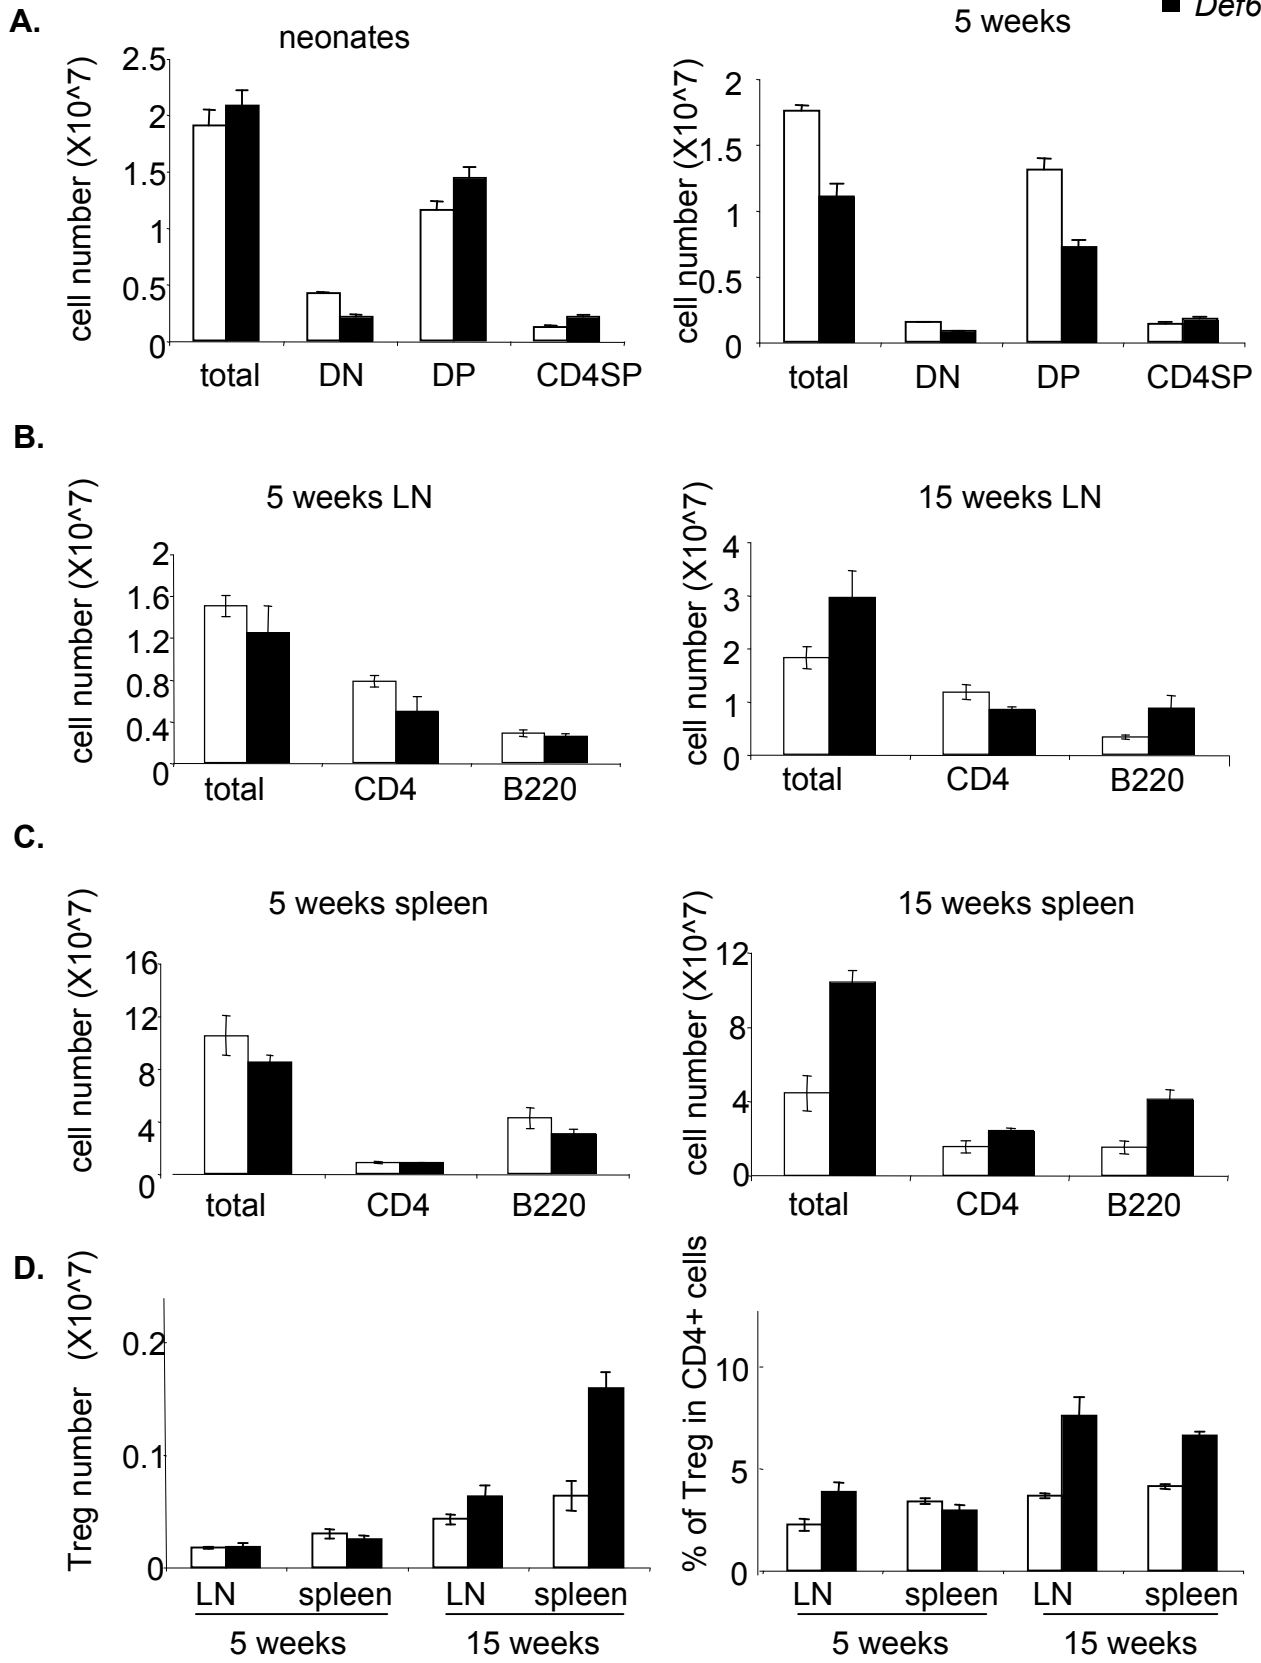 A.
Def6
neonates
5 weeks
cell number (X10^7)
2.5
2
1.5
1
0.5
0
total DN DP CD4SP
cell number (X10^7)
2
1.5
1
0.5
0
total DN DP CD4SP
B.
5 weeks LN
15 weeks LN
cell number (X10^7)
2
1.6
1.2
0.8
0.4
0
total CD4 B220
cell number (X10^7)
4
3
2
1
0
total CD4 B220
C.
5 weeks spleen
15 weeks spleen
cell number (X10^7)
16
12
8
4
0
total CD4 B220
cell number (X10^7)
12
8
4
0
total CD4 B220
D.
Treg number (X10^7)
0.2
0.1
0
LN spleen LN spleen
5 weeks 15 weeks
% of Treg in CD4+ cells
10
5
0
LN spleen LN spleen
5 weeks 15 weeks